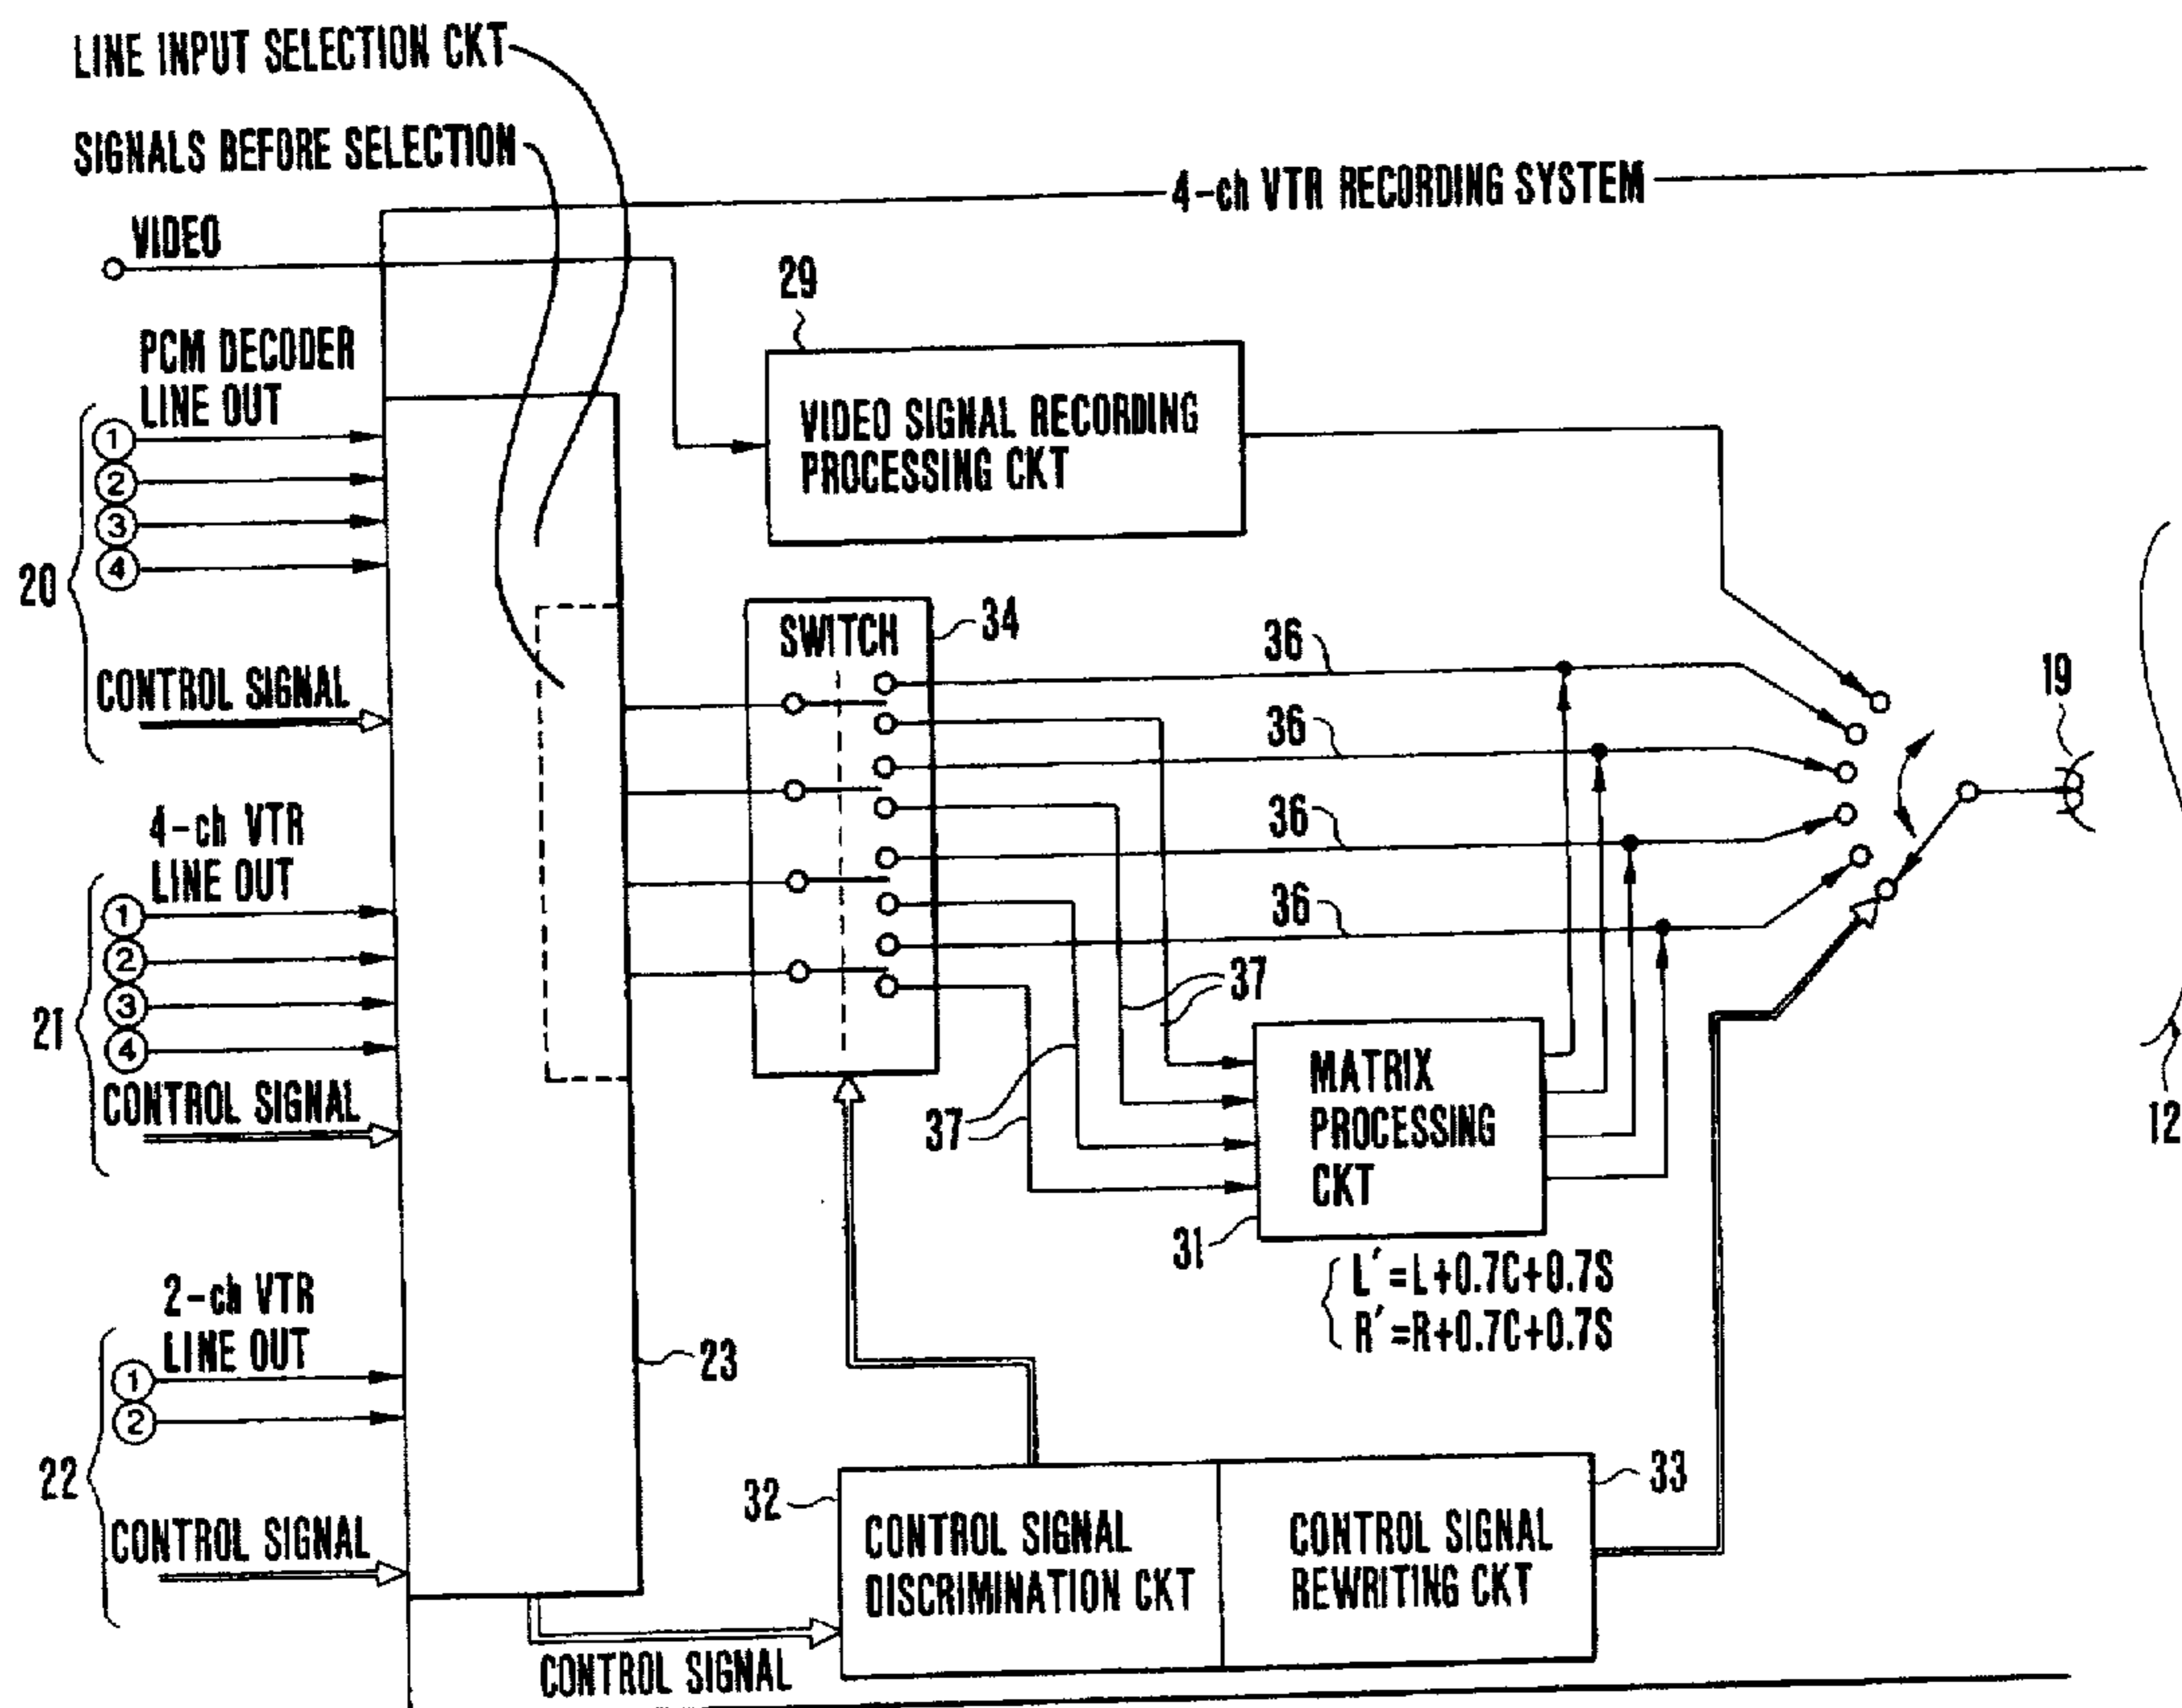 LINE INPUT SELECTION CKT
SIGNALS BEFORE SELECTION
4-ch VTR RECORDING SYSTEM
VIDEO
29
PCM DECODER
LINE OUT
VIDEO SIGNAL RECORDING
PROCESSING CKT
1
2
3
4
20
CONTROL SIGNAL
SWITCH
34
36
36
36
36
19
12
4-ch VTR
LINE OUT
1
2
3
4
21
CONTROL SIGNAL
37
37
MATRIX
PROCESSING
CKT
31
L´=L+0.7C+0.7S
R´=R+0.7C+0.7S
2-ch VTR
LINE OUT
1
2
22
CONTROL SIGNAL
23
32
33
CONTROL SIGNAL
DISCRIMINATION CKT
CONTROL SIGNAL
REWRITING CKT
CONTROL SIGNAL